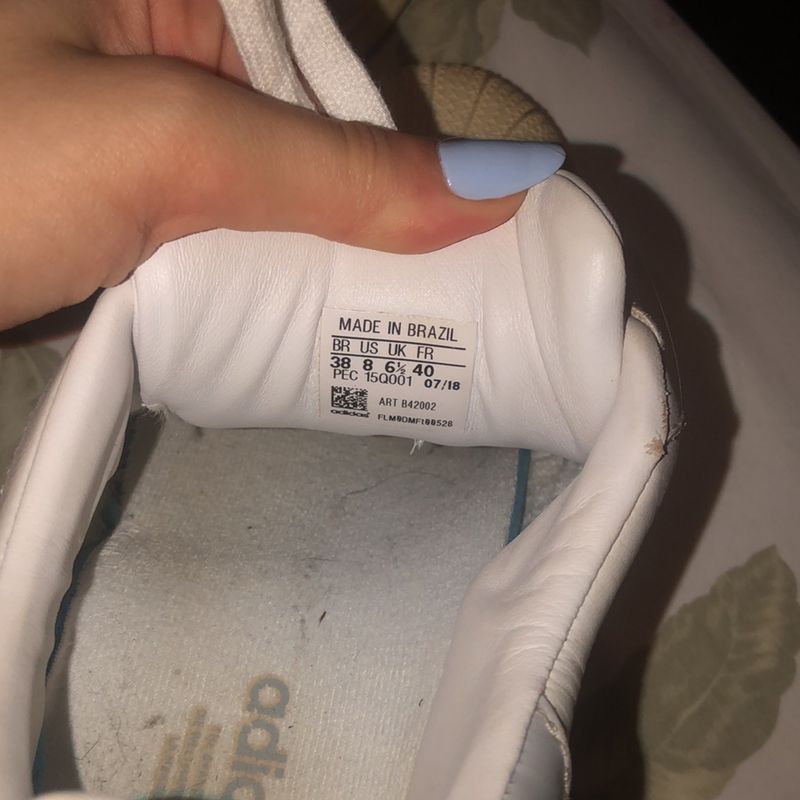 MADE IN BRAZIL
BR US UK FR
38 8 6½ 40
PEC 15Q001 07/18
ART B42002
adidas
adidas